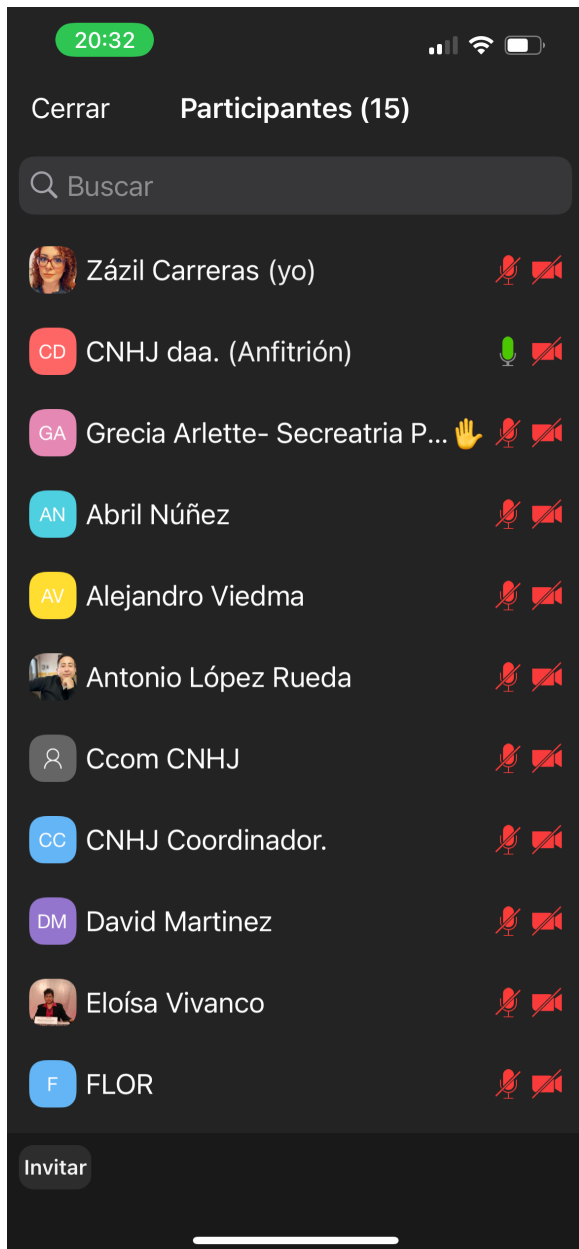 20:32
Cerrar Participantes (15)
Buscar
Zázil Carreras (yo)
CD CNHJ daa. (Anfitrión)
GA Grecia Arlette- Secreatria P...
AN Abril Núñez
AV Alejandro Viedma
Antonio López Rueda
Ccom CNHJ
CC CNHJ Coordinador.
DM David Martinez
Eloísa Vivanco
F FLOR
Invitar